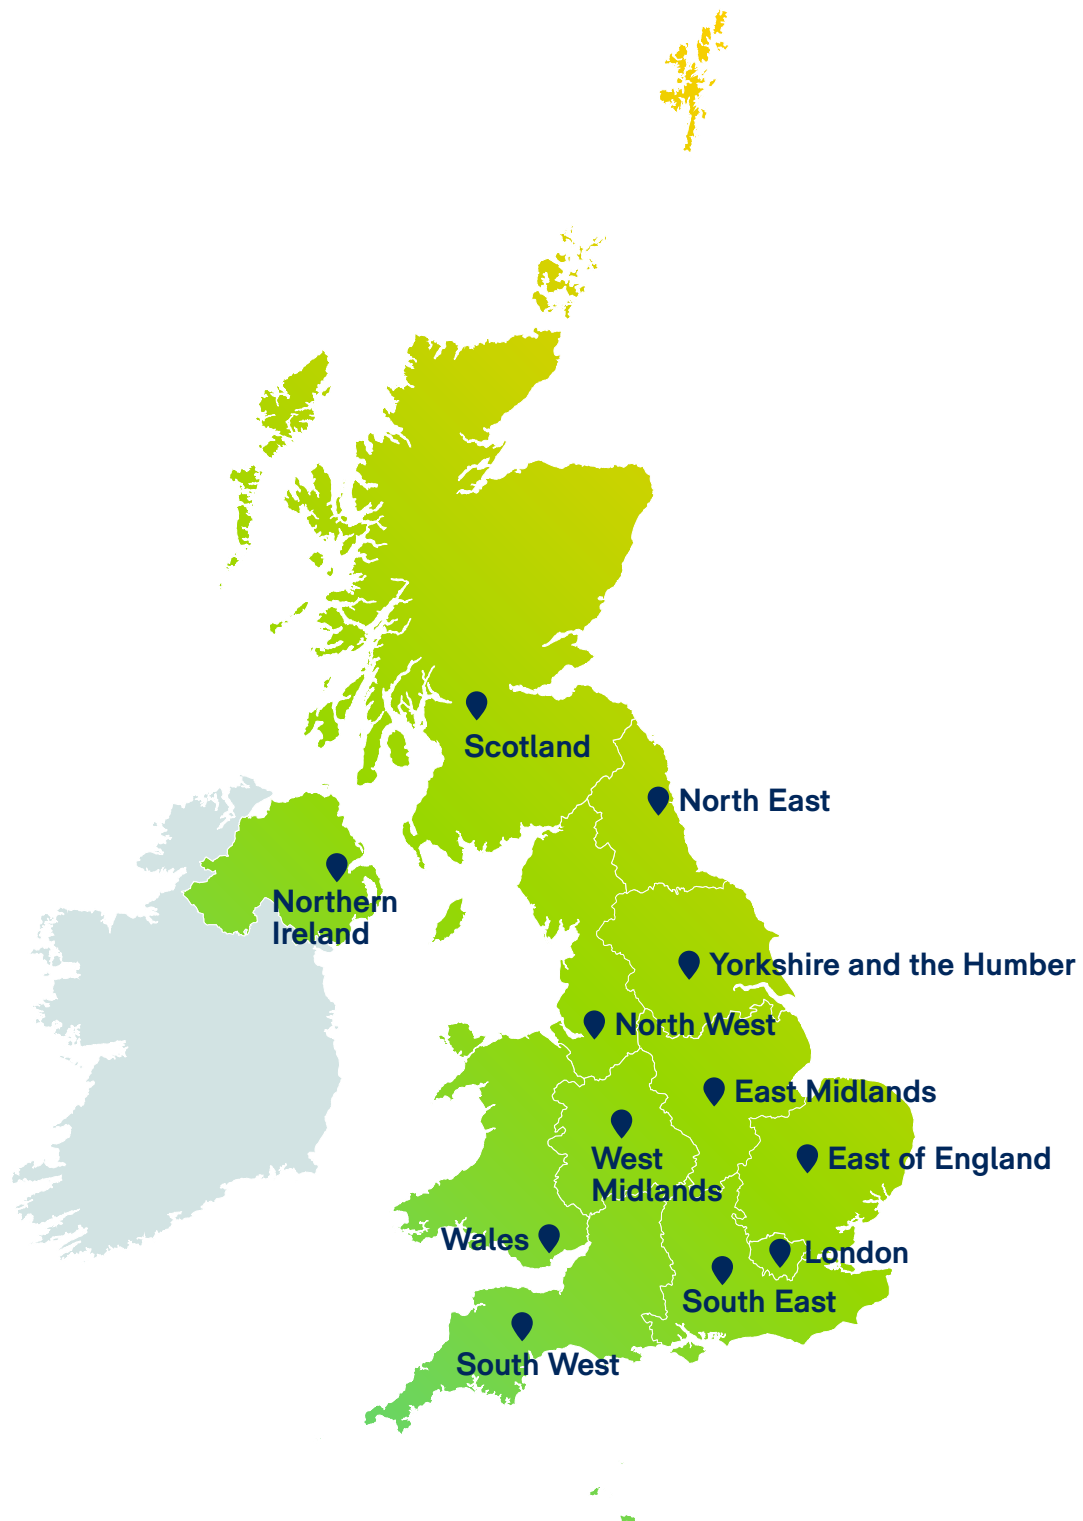 Scotland
North East
Northern
Ireland
Yorkshire and the Humber
North West
East Midlands
West
Midlands
East of England
Wales
London
South East
South West